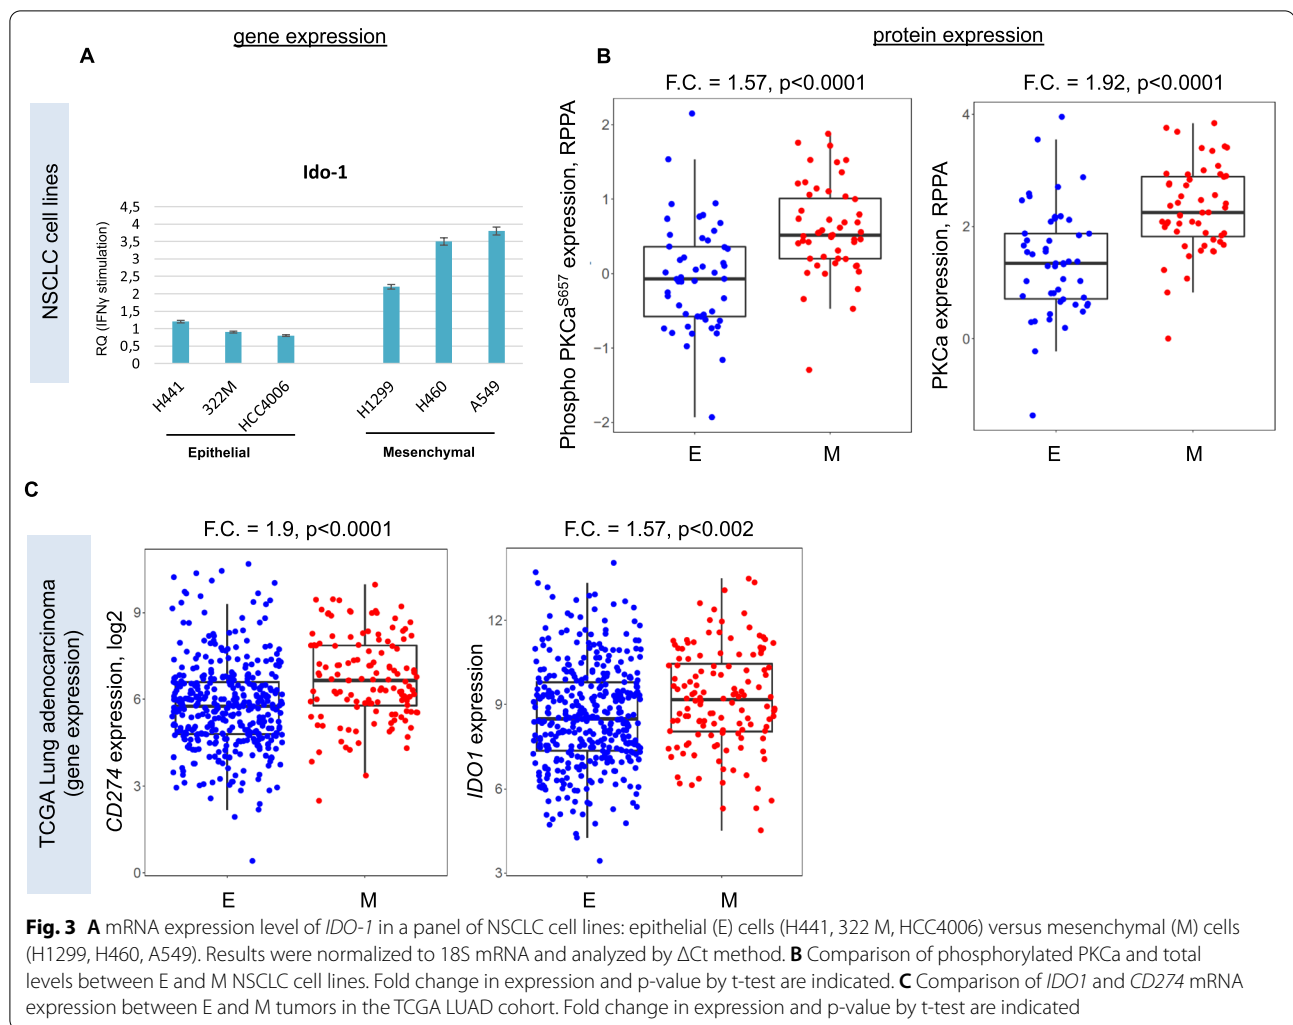 gene expression
protein expression
A
B
NSCLC cell lines
Ido-1
RQ (IFNγ stimulation)
4,5
4
3,5
3
2,5
2
1,5
1
0,5
0
H441
322M
HCC4006
H1299
H460
A549
Epithelial
Mesenchymal
F.C. = 1.57, p<0.0001
Phospho PKCa^S657 expression, RPPA
2
1
0
−1
−2
E
M
F.C. = 1.92, p<0.0001
PKCa expression, RPPA
4
2
0
E
M
C
TCGA Lung adenocarcinoma
(gene expression)
F.C. = 1.9, p<0.0001
CD274 expression, log2
9
6
3
0
E
M
F.C. = 1.57, p<0.002
IDO1 expression
12
9
6
3
E
M
Fig. 3 A mRNA expression level of IDO-1 in a panel of NSCLC cell lines: epithelial (E) cells (H441, 322 M, HCC4006) versus mesenchymal (M) cells
(H1299, H460, A549). Results were normalized to 18S mRNA and analyzed by ΔCt method. B Comparison of phosphorylated PKCa and total
levels between E and M NSCLC cell lines. Fold change in expression and p-value by t-test are indicated. C Comparison of IDO1 and CD274 mRNA
expression between E and M tumors in the TCGA LUAD cohort. Fold change in expression and p-value by t-test are indicated